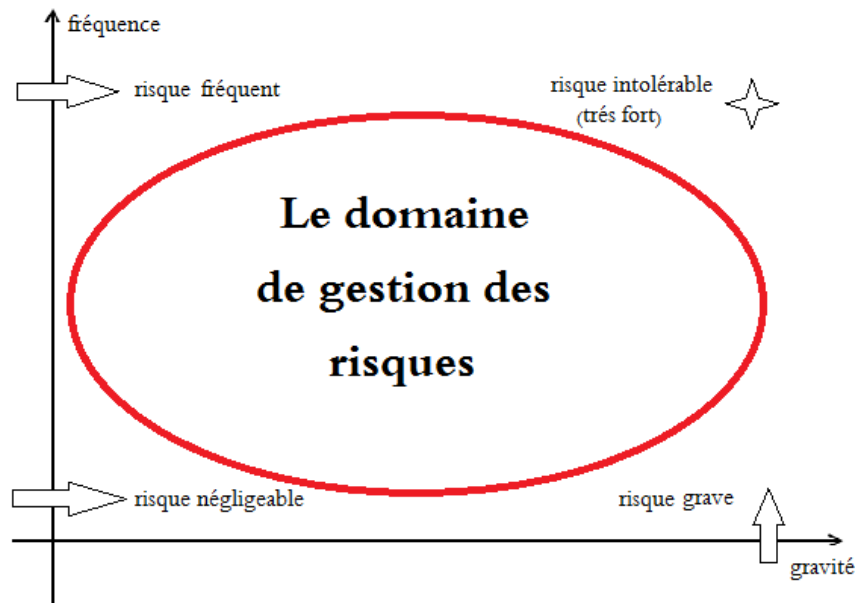 fréquence
risque fréquent
risque intolérable
(trés fort)
Le domaine
de gestion des
risques
risque négligeable
risque grave
gravité